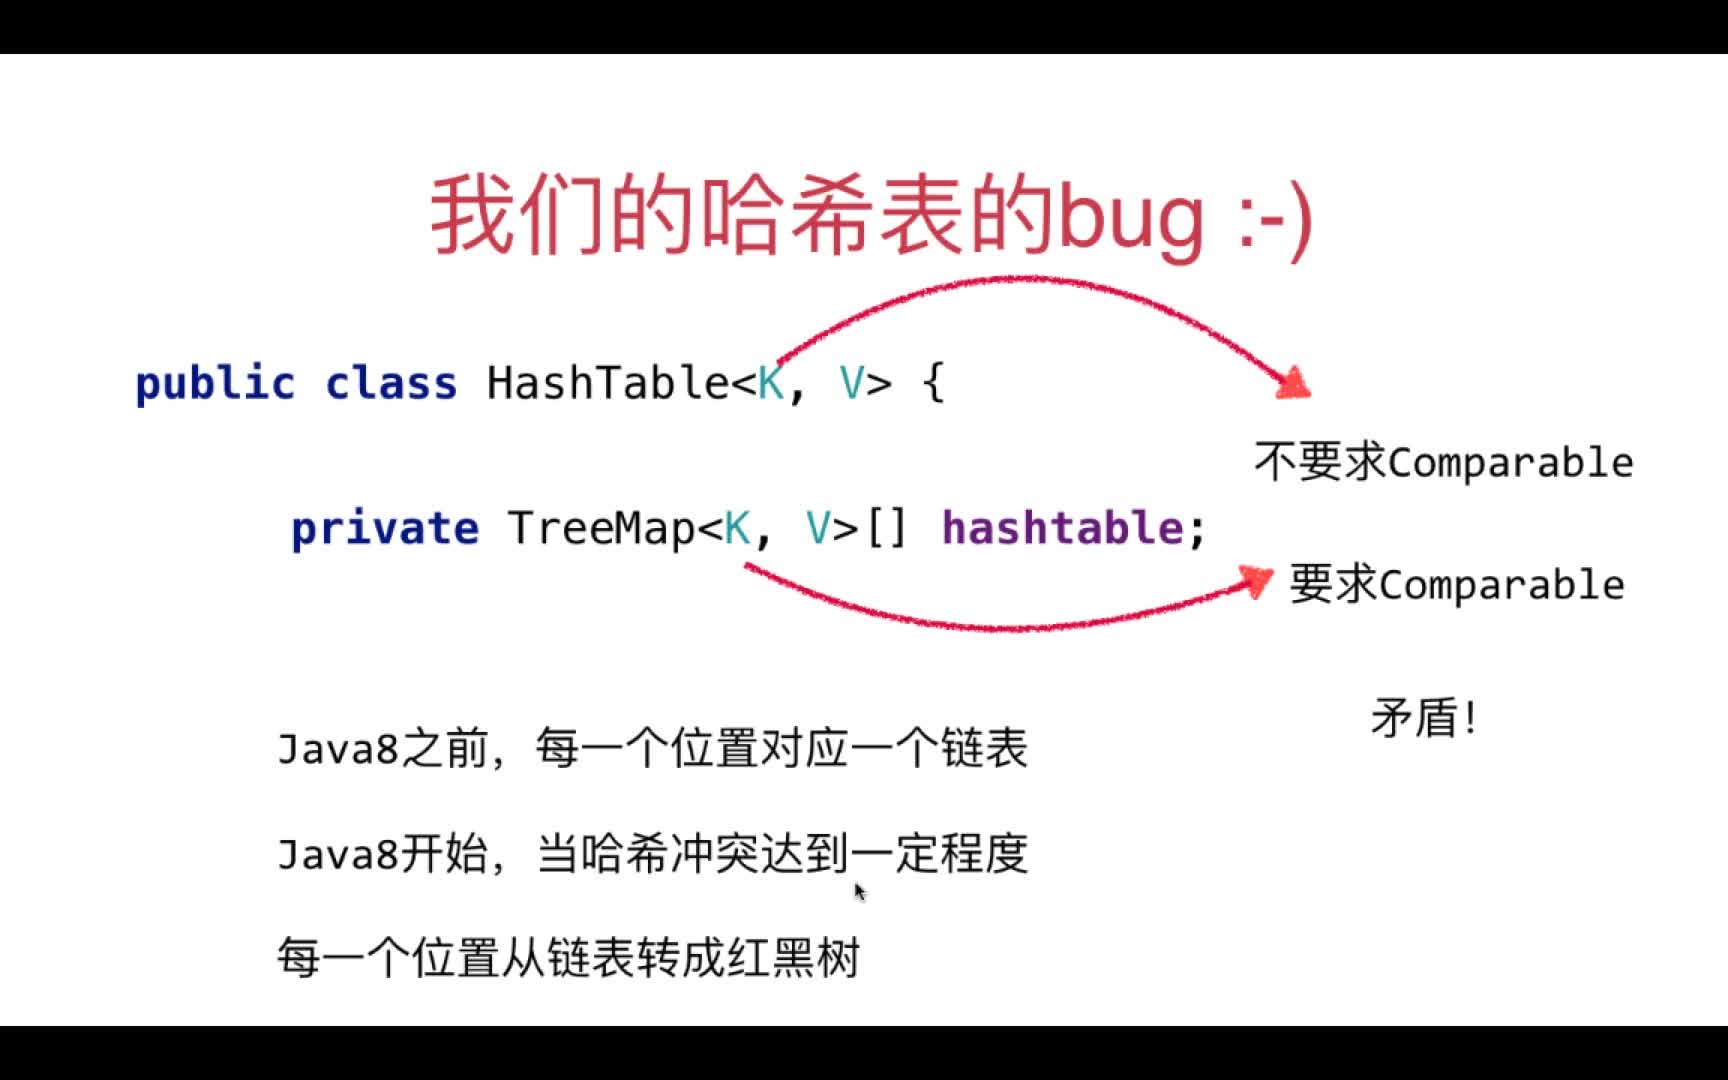 我们的哈希表的bug :-)
public class HashTable<K, V> {
不要求Comparable
private TreeMap<K, V>[] hashtable;
要求Comparable
矛盾!
Java8之前，每一个位置对应一个链表
Java8开始，当哈希冲突达到一定程度
每一个位置从链表转成红黑树